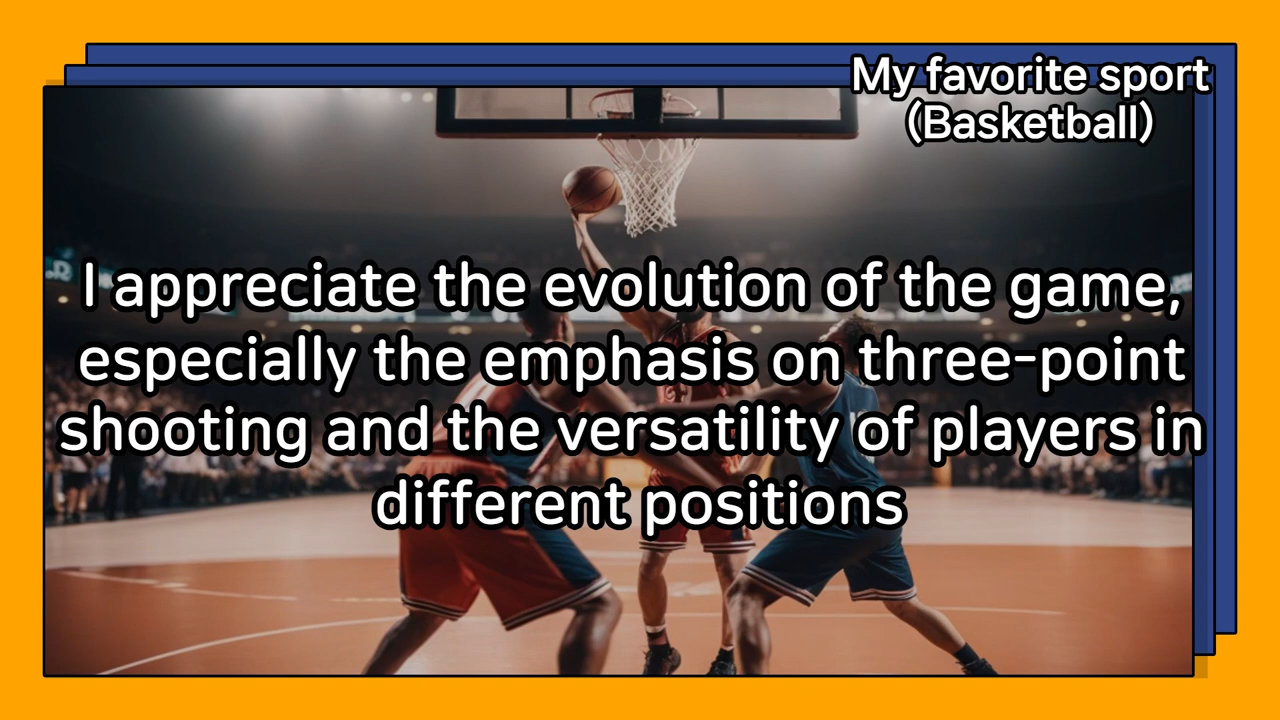 My favorite sport
(Basketball)
I appreciate the evolution of the game,
especially the emphasis on three-point
shooting and the versatility of players in
different positions